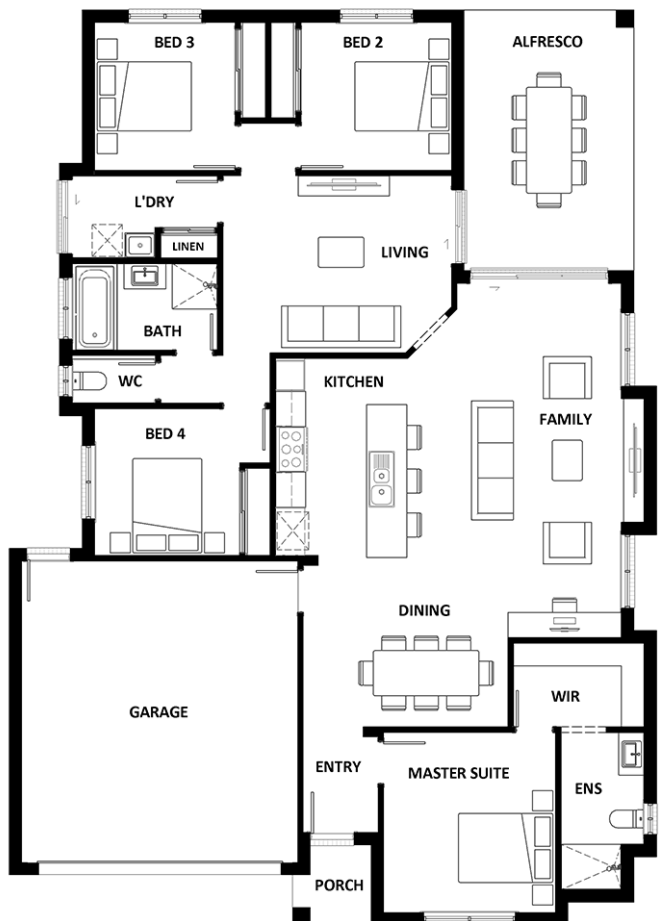 BED 3
BED 2
ALFRESCO
L'DRY
LINEN
LIVING
BATH
WC
KITCHEN
FAMILY
BED 4
DINING
WIR
GARAGE
ENTRY
MASTER SUITE
ENS
PORCH